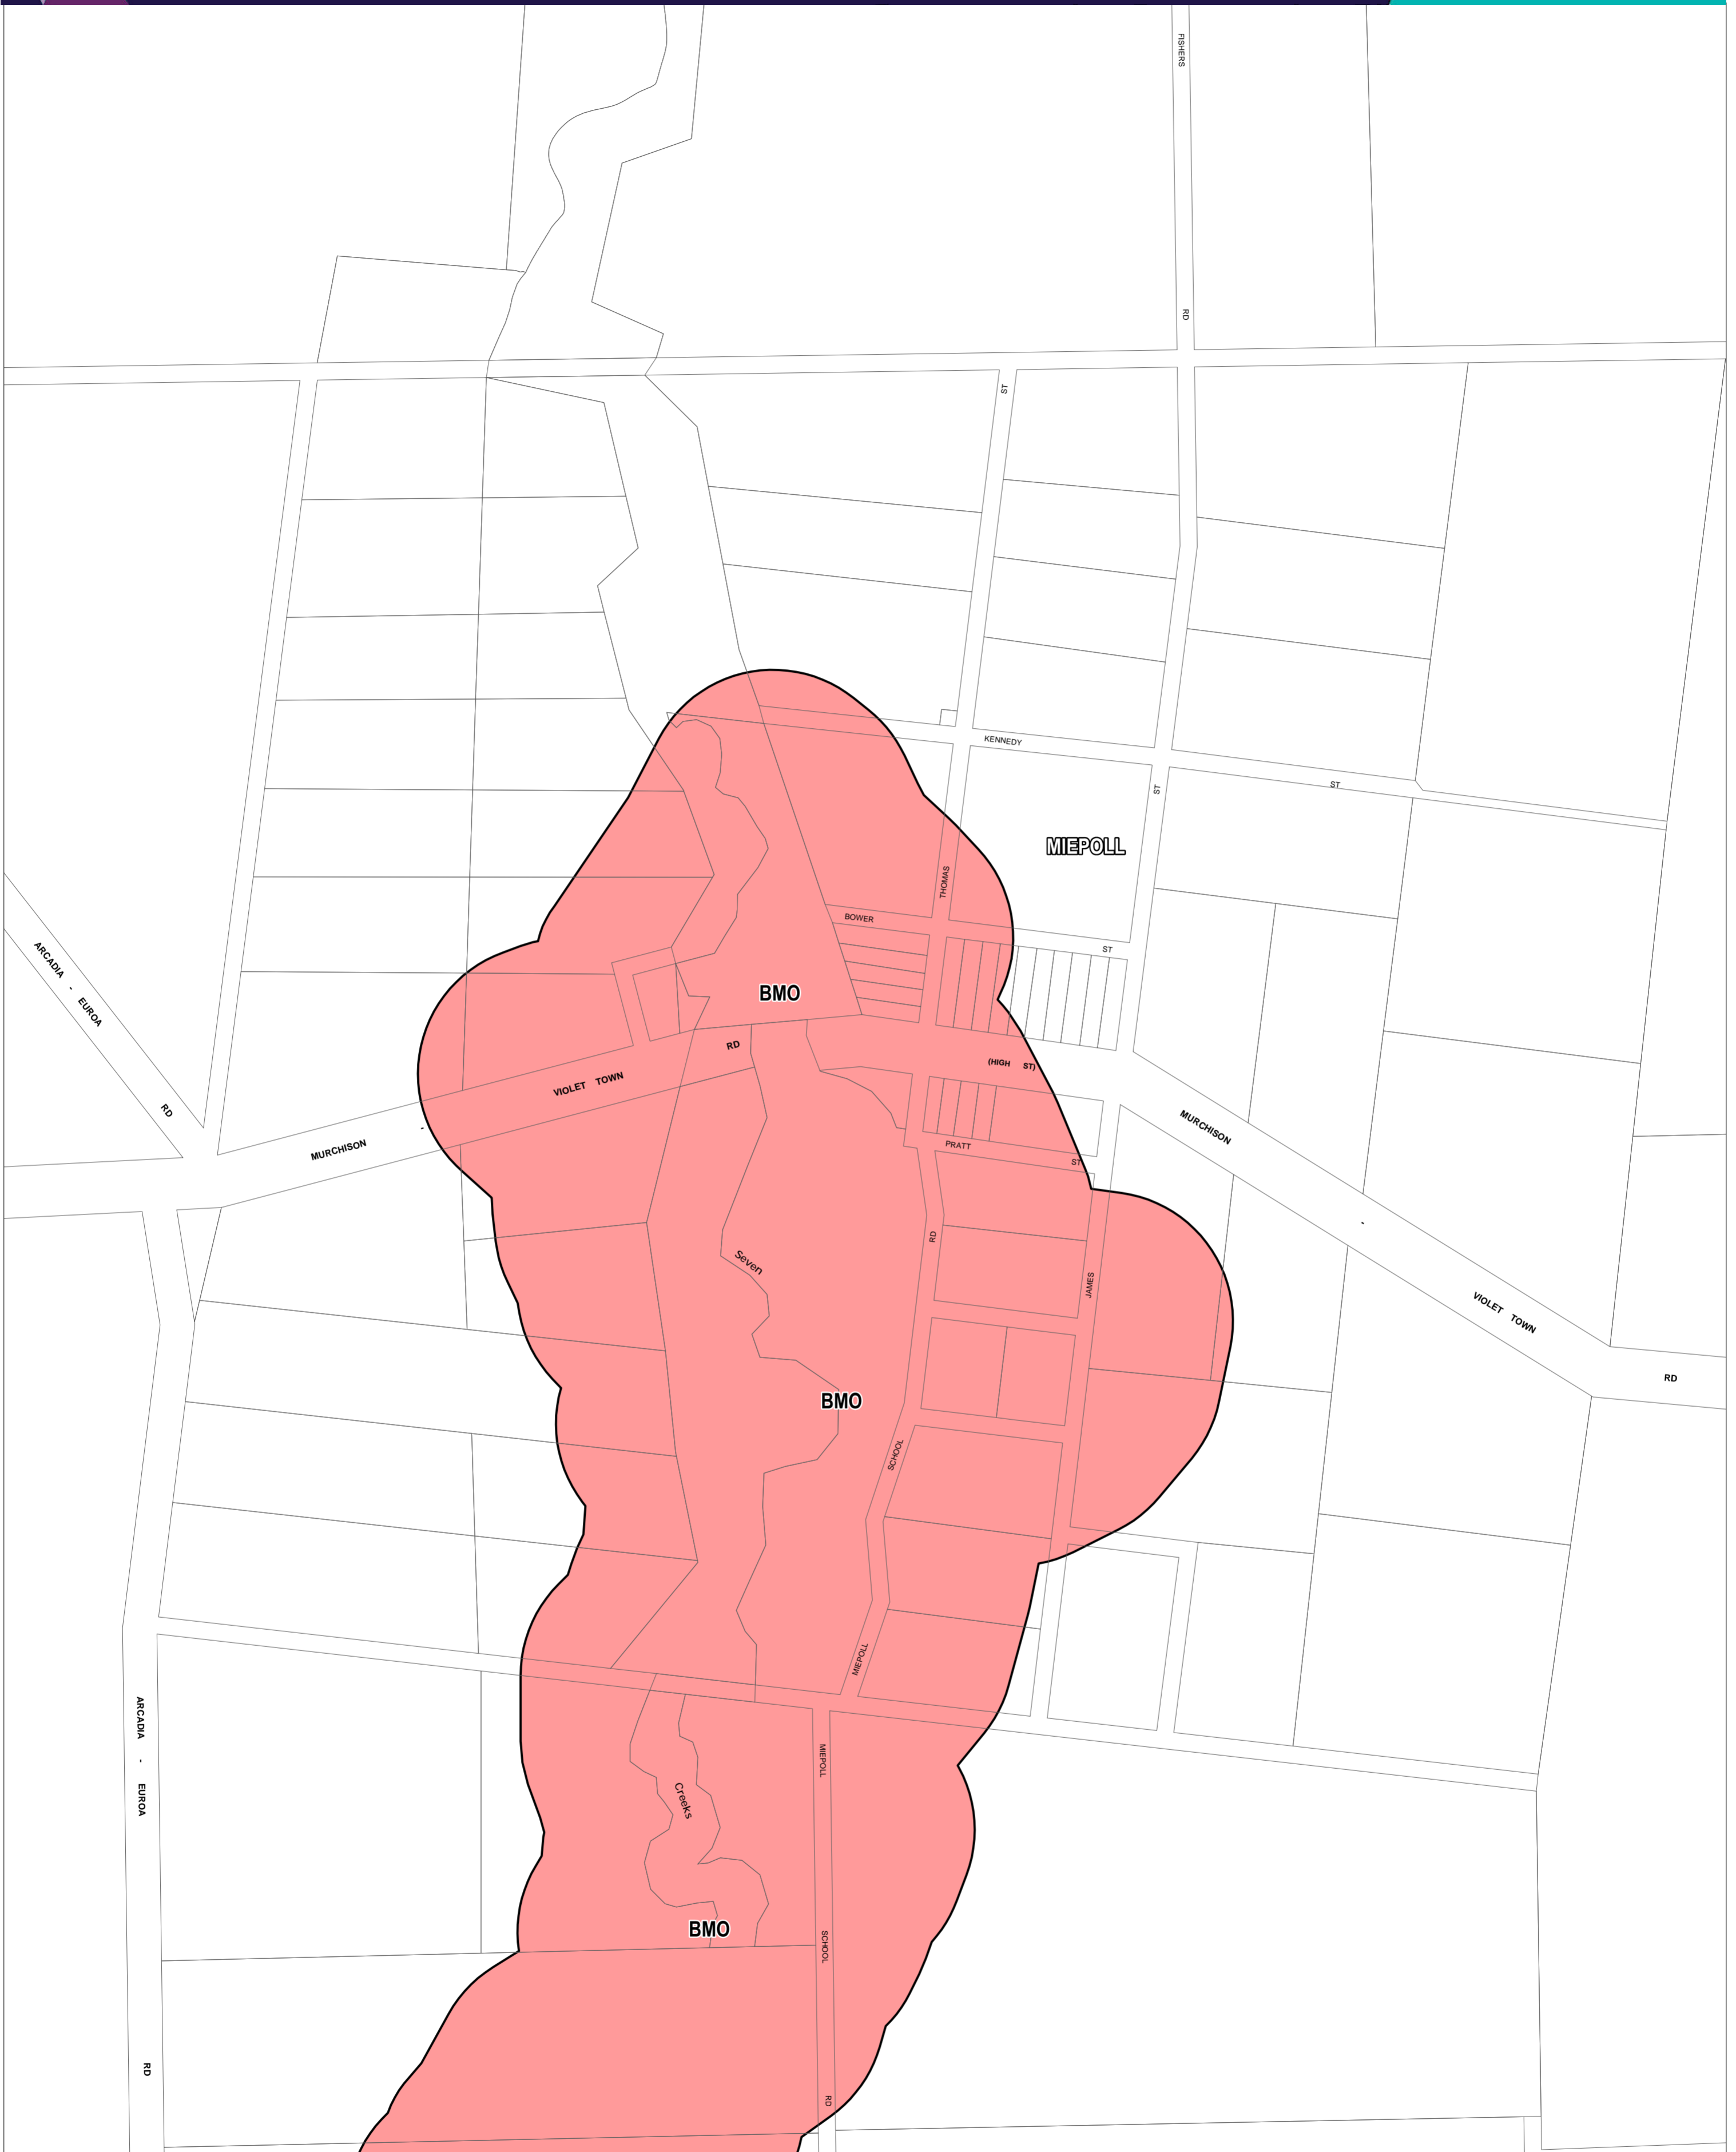 FISHERS
RD
ST
KENNEDY
ST
ST
MIEPOLL
THOMAS
BOWER
ST
ARCADIA - EUROA
RD
BMO
RD
(HIGH ST)
VIOLET TOWN
MURCHISON -
MURCHISON
PRATT
ST
-
RD
Seven
JAMES
VIOLET TOWN
RD
BMO
SCHOOL
MIEPOLL
ARCADIA - EUROA
MIEPOLL
Creeks
BMO
SCHOOL
RD
RD